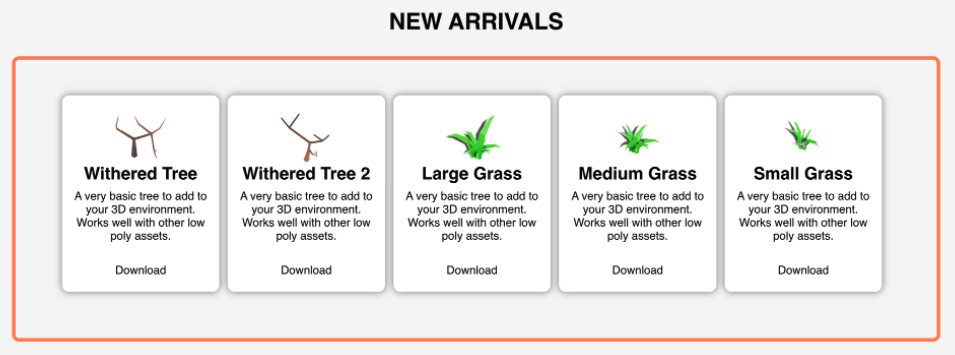 NEW ARRIVALS
Withered Tree
A very basic tree to add to
your 3D environment.
Works well with other low
poly assets.
Download
Withered Tree 2
A very basic tree to add to
your 3D environment.
Works well with other low
poly assets.
Download
Large Grass
A very basic tree to add to
your 3D environment.
Works well with other low
poly assets.
Download
Medium Grass
A very basic tree to add to
your 3D environment.
Works well with other low
poly assets.
Download
Small Grass
A very basic tree to add to
your 3D environment.
Works well with other low
poly assets.
Download